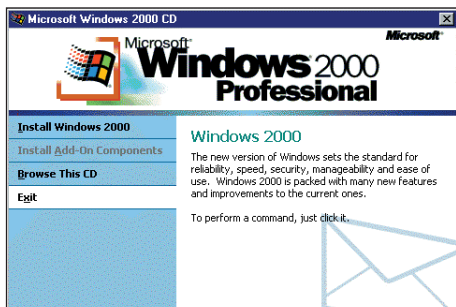 Microsoft Windows 2000 CD
Microsoft
Microsoft
Windows 2000
Professional
Install Windows 2000
Install Add-On Components
Browse This CD
Exit
Windows 2000
The new version of Windows sets the standard for
reliability, speed, security, manageability and ease of
use. Windows 2000 is packed with many new features
and improvements to the current ones.
To perform a command, just click it.